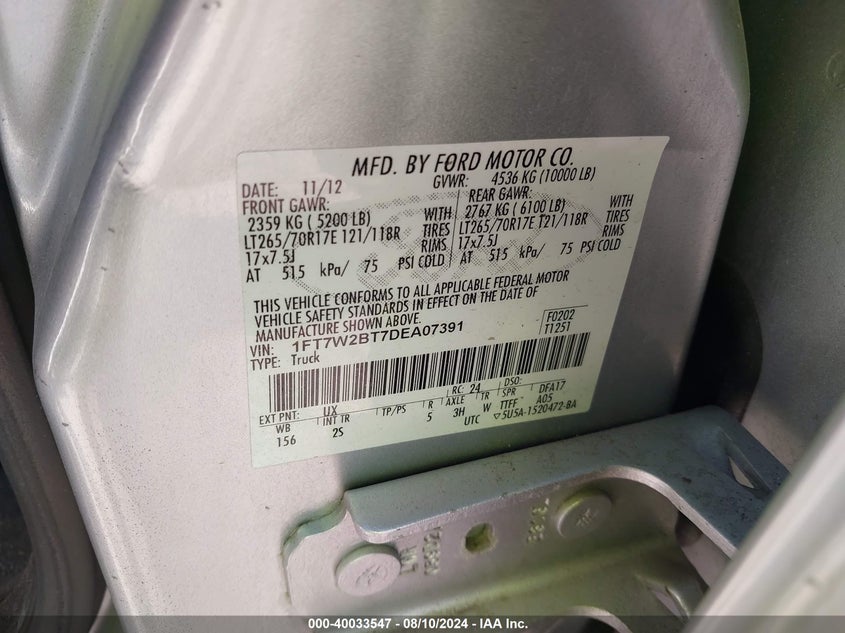 MFD. BY FORD MOTOR CO.
DATE: 11/12 GVWR: 4536 KG (10000 LB)
FRONT GAWR: REAR GAWR:
2359 KG ( 5200 LB) WITH 2767 KG ( 6100 LB) WITH
LT265/70R17E 121/118R TIRES LT265/70R17E 121/118R TIRES
17x7.5J RIMS 17x7.5J RIMS
AT 515 kPa/ 75 PSI COLD AT 515 kPa/ 75 PSI COLD
THIS VEHICLE CONFORMS TO ALL APPLICABLE FEDERAL MOTOR
VEHICLE SAFETY STANDARDS IN EFFECT ON THE DATE OF
MANUFACTURE SHOWN ABOVE.
VIN: 1FT7W2BT7DEA07391 F0202
TYPE: Truck T1251
EXT PNT: UX RC: 24 DSO:
WB INT TR TP/PS R AXLE TR SPR DFA17
156 2S 5 3H W TTFF A05
UTC ▽5U5A-1520472-BA
000-40033547 - 08/10/2024 - IAA Inc.